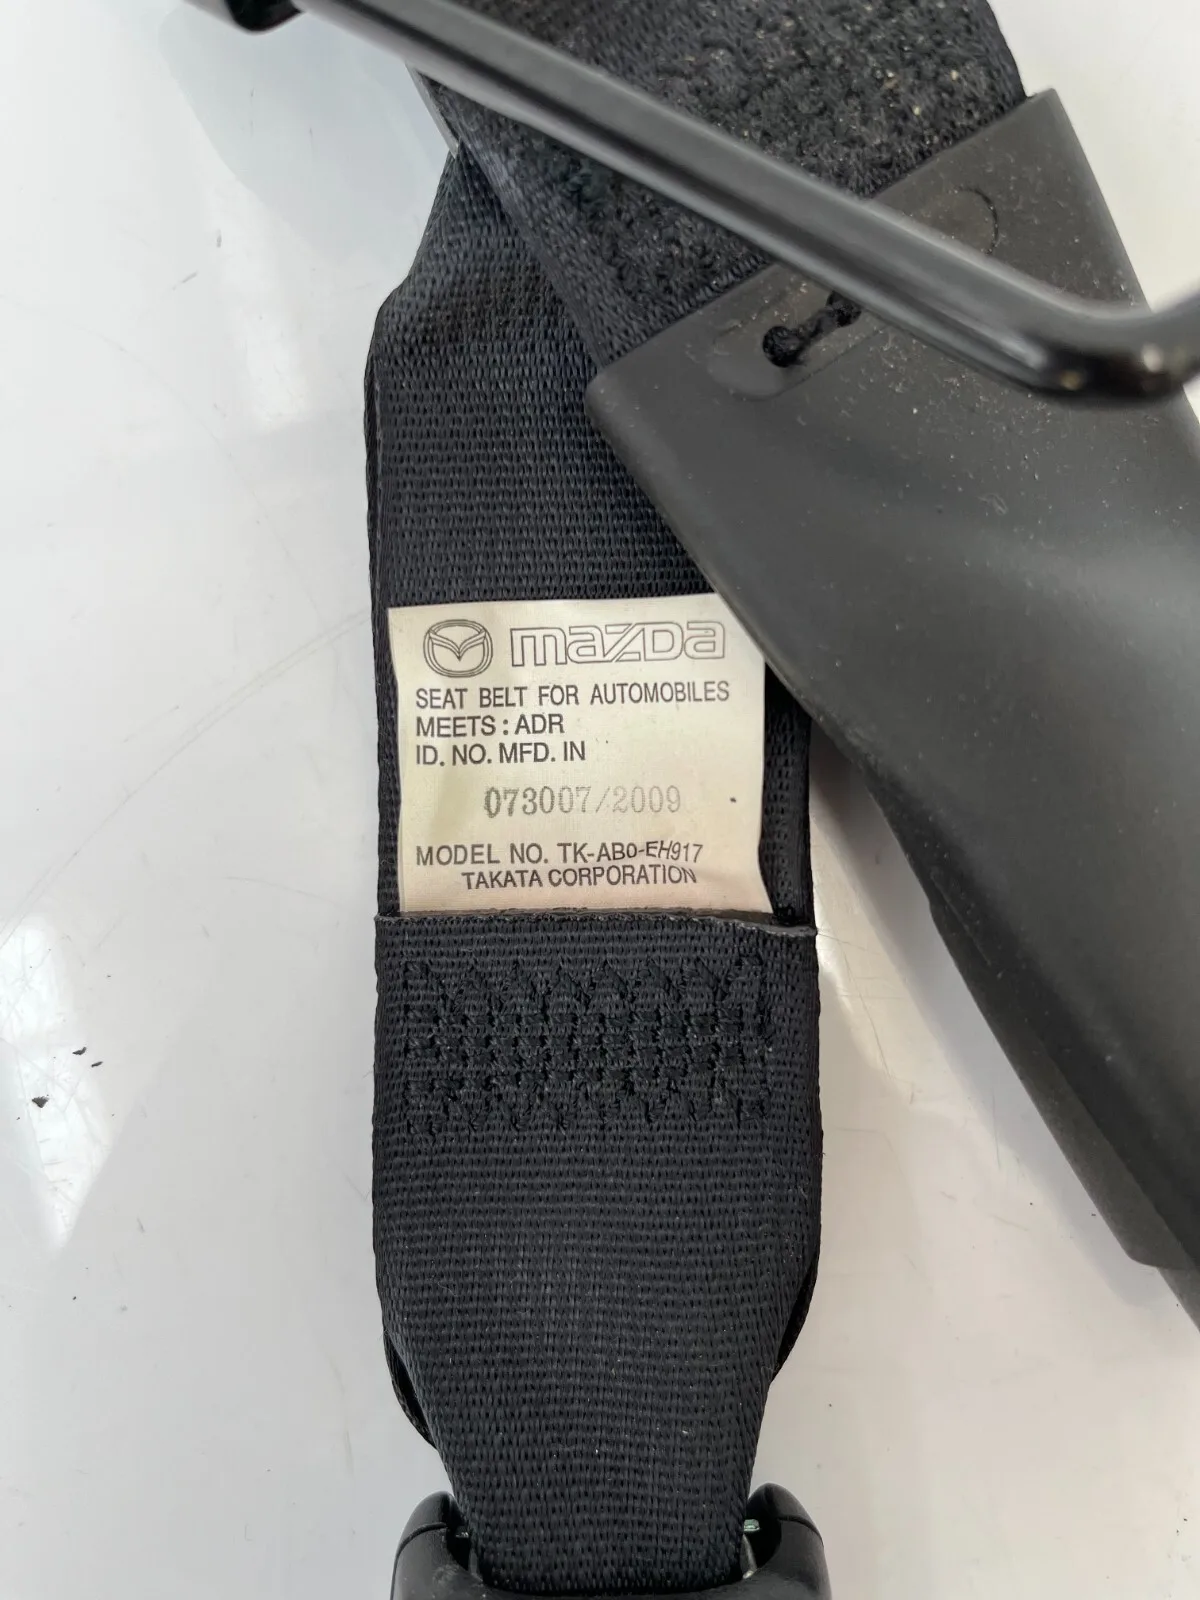 mazda
SEAT BELT FOR AUTOMOBILES
MEETS : ADR
ID. NO. MFD. IN
073007/2009
MODEL NO. TK-AB0-EH917
TAKATA CORPORATION